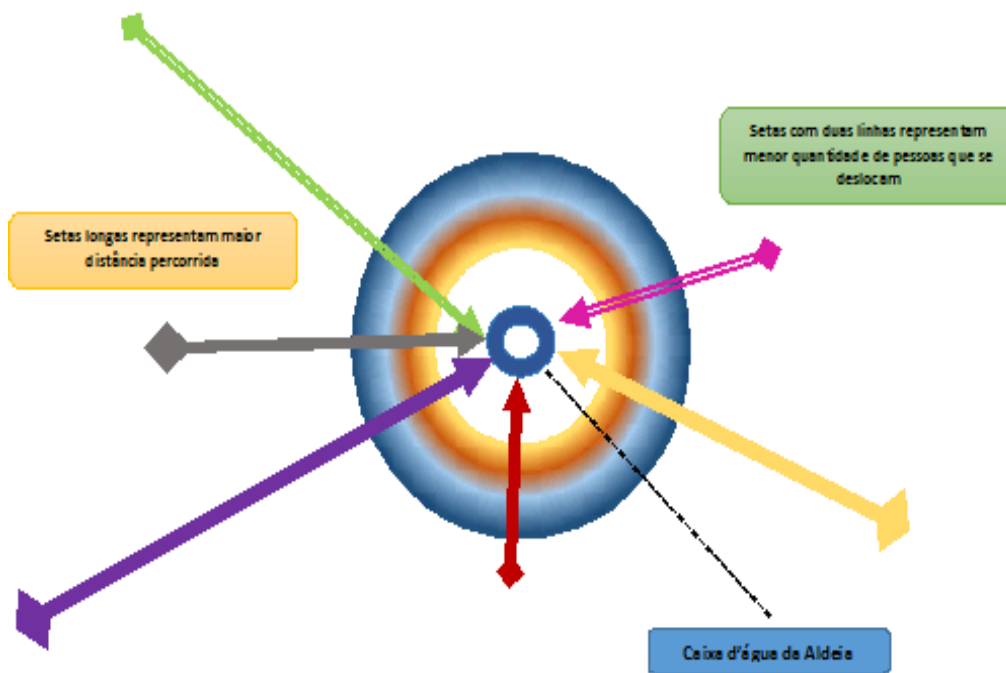 Setas com duas linhas representam
menor quantidade de pessoas que se
deslocam
Setas longas representam maior
distância percorrida
Caixa d'água da Aldeia